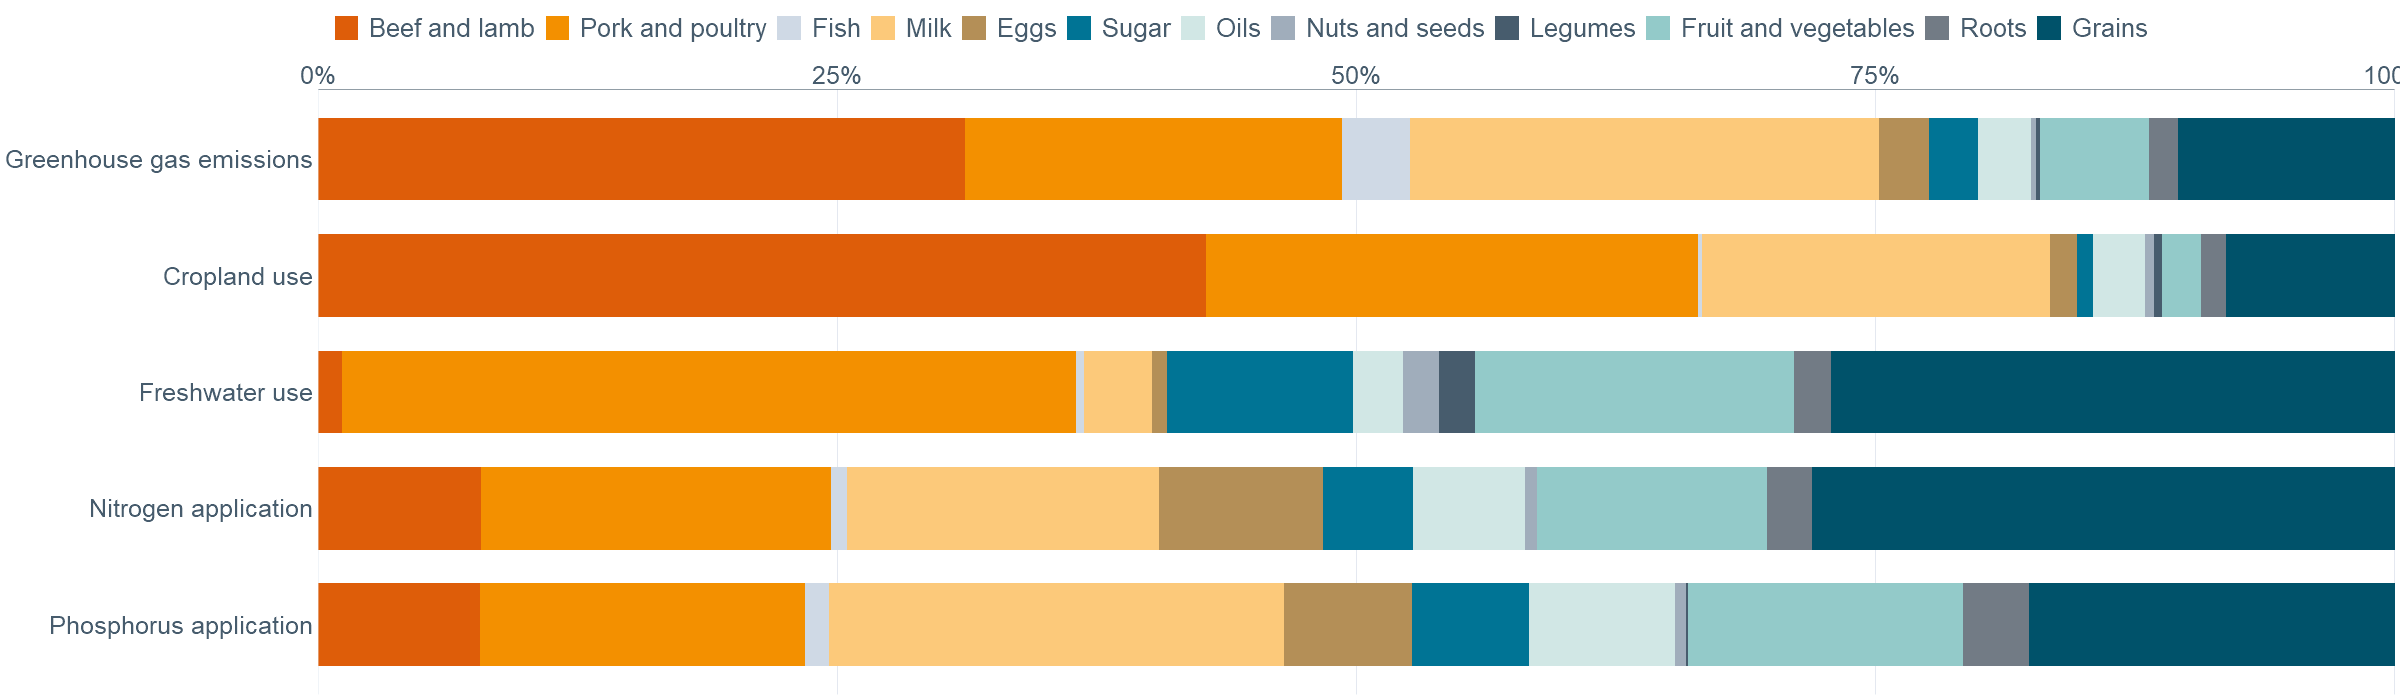 Beef and lamb Pork and poultry Fish Milk Eggs Sugar Oils Nuts and seeds Legumes Fruit and vegetables Roots Grains
0% 25% 50% 75% 100
Greenhouse gas emissions
Cropland use
Freshwater use
Nitrogen application
Phosphorus application